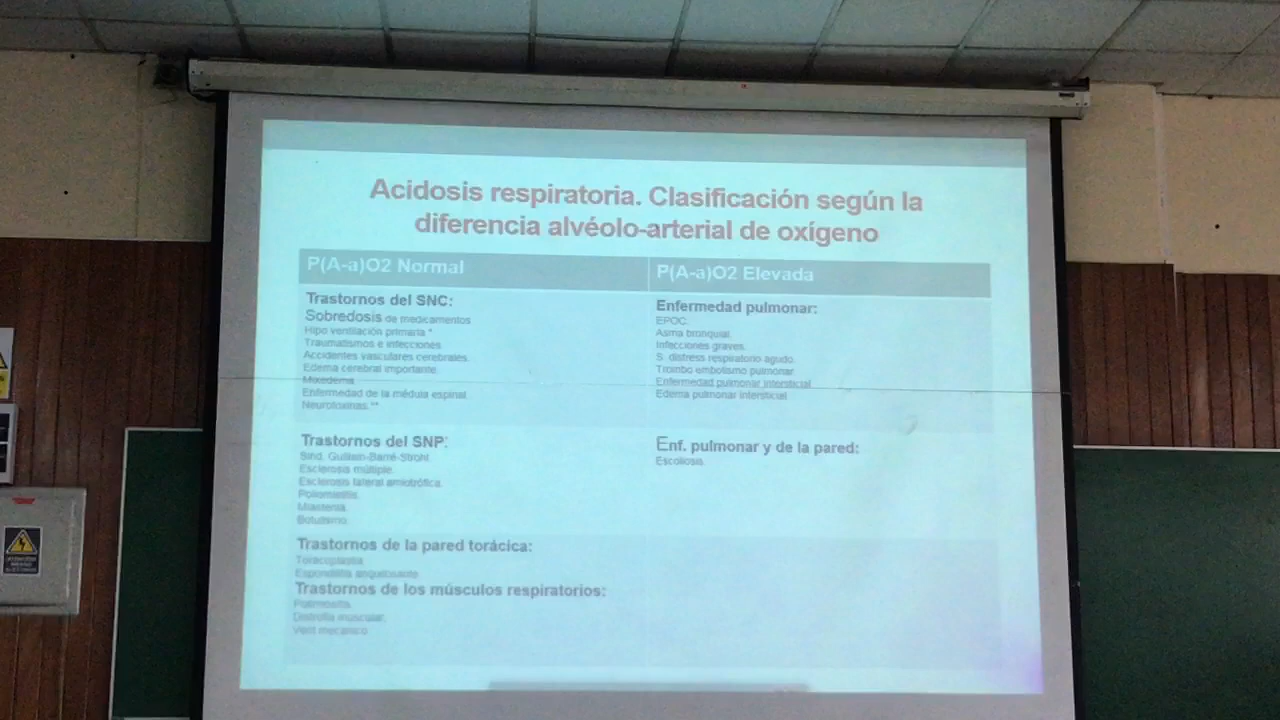 Acidosis respiratoria. Clasificación según la
diferencia alvéolo-arterial de oxígeno
P(A-a)O2 Normal
Trastornos del SNC:
Sobredosis de medicamentos
Hipo ventilación primaria *
Traumatismos e infecciones.
Accidentes vasculares cerebrales.
Edema cerebral importante.
Mixedema
Enfermedad de la médula espinal.
Neurotoxinas.**
Trastornos del SNP:
Sind. Guillain-Barré-Strohl.
Esclerosis múltiple.
Esclerosis lateral amiotrófica.
Poliomielitis.
Miastenia.
Botulismo.
Trastornos de la pared torácica:
Toracoplastia
Espondilitis anquilosante.
Trastornos de los músculos respiratorios:
Polimiositis.
Distrofia muscular.
Vent mecánico
P(A-a)O2 Elevada
Enfermedad pulmonar:
EPOC.
Asma bronquial.
Infecciones graves.
S. distress respiratorio agudo.
Trombo embolismo pulmonar.
Enfermedad pulmonar intersticial.
Edema pulmonar intersticial.
Enf. pulmonar y de la pared:
Escoliosis.